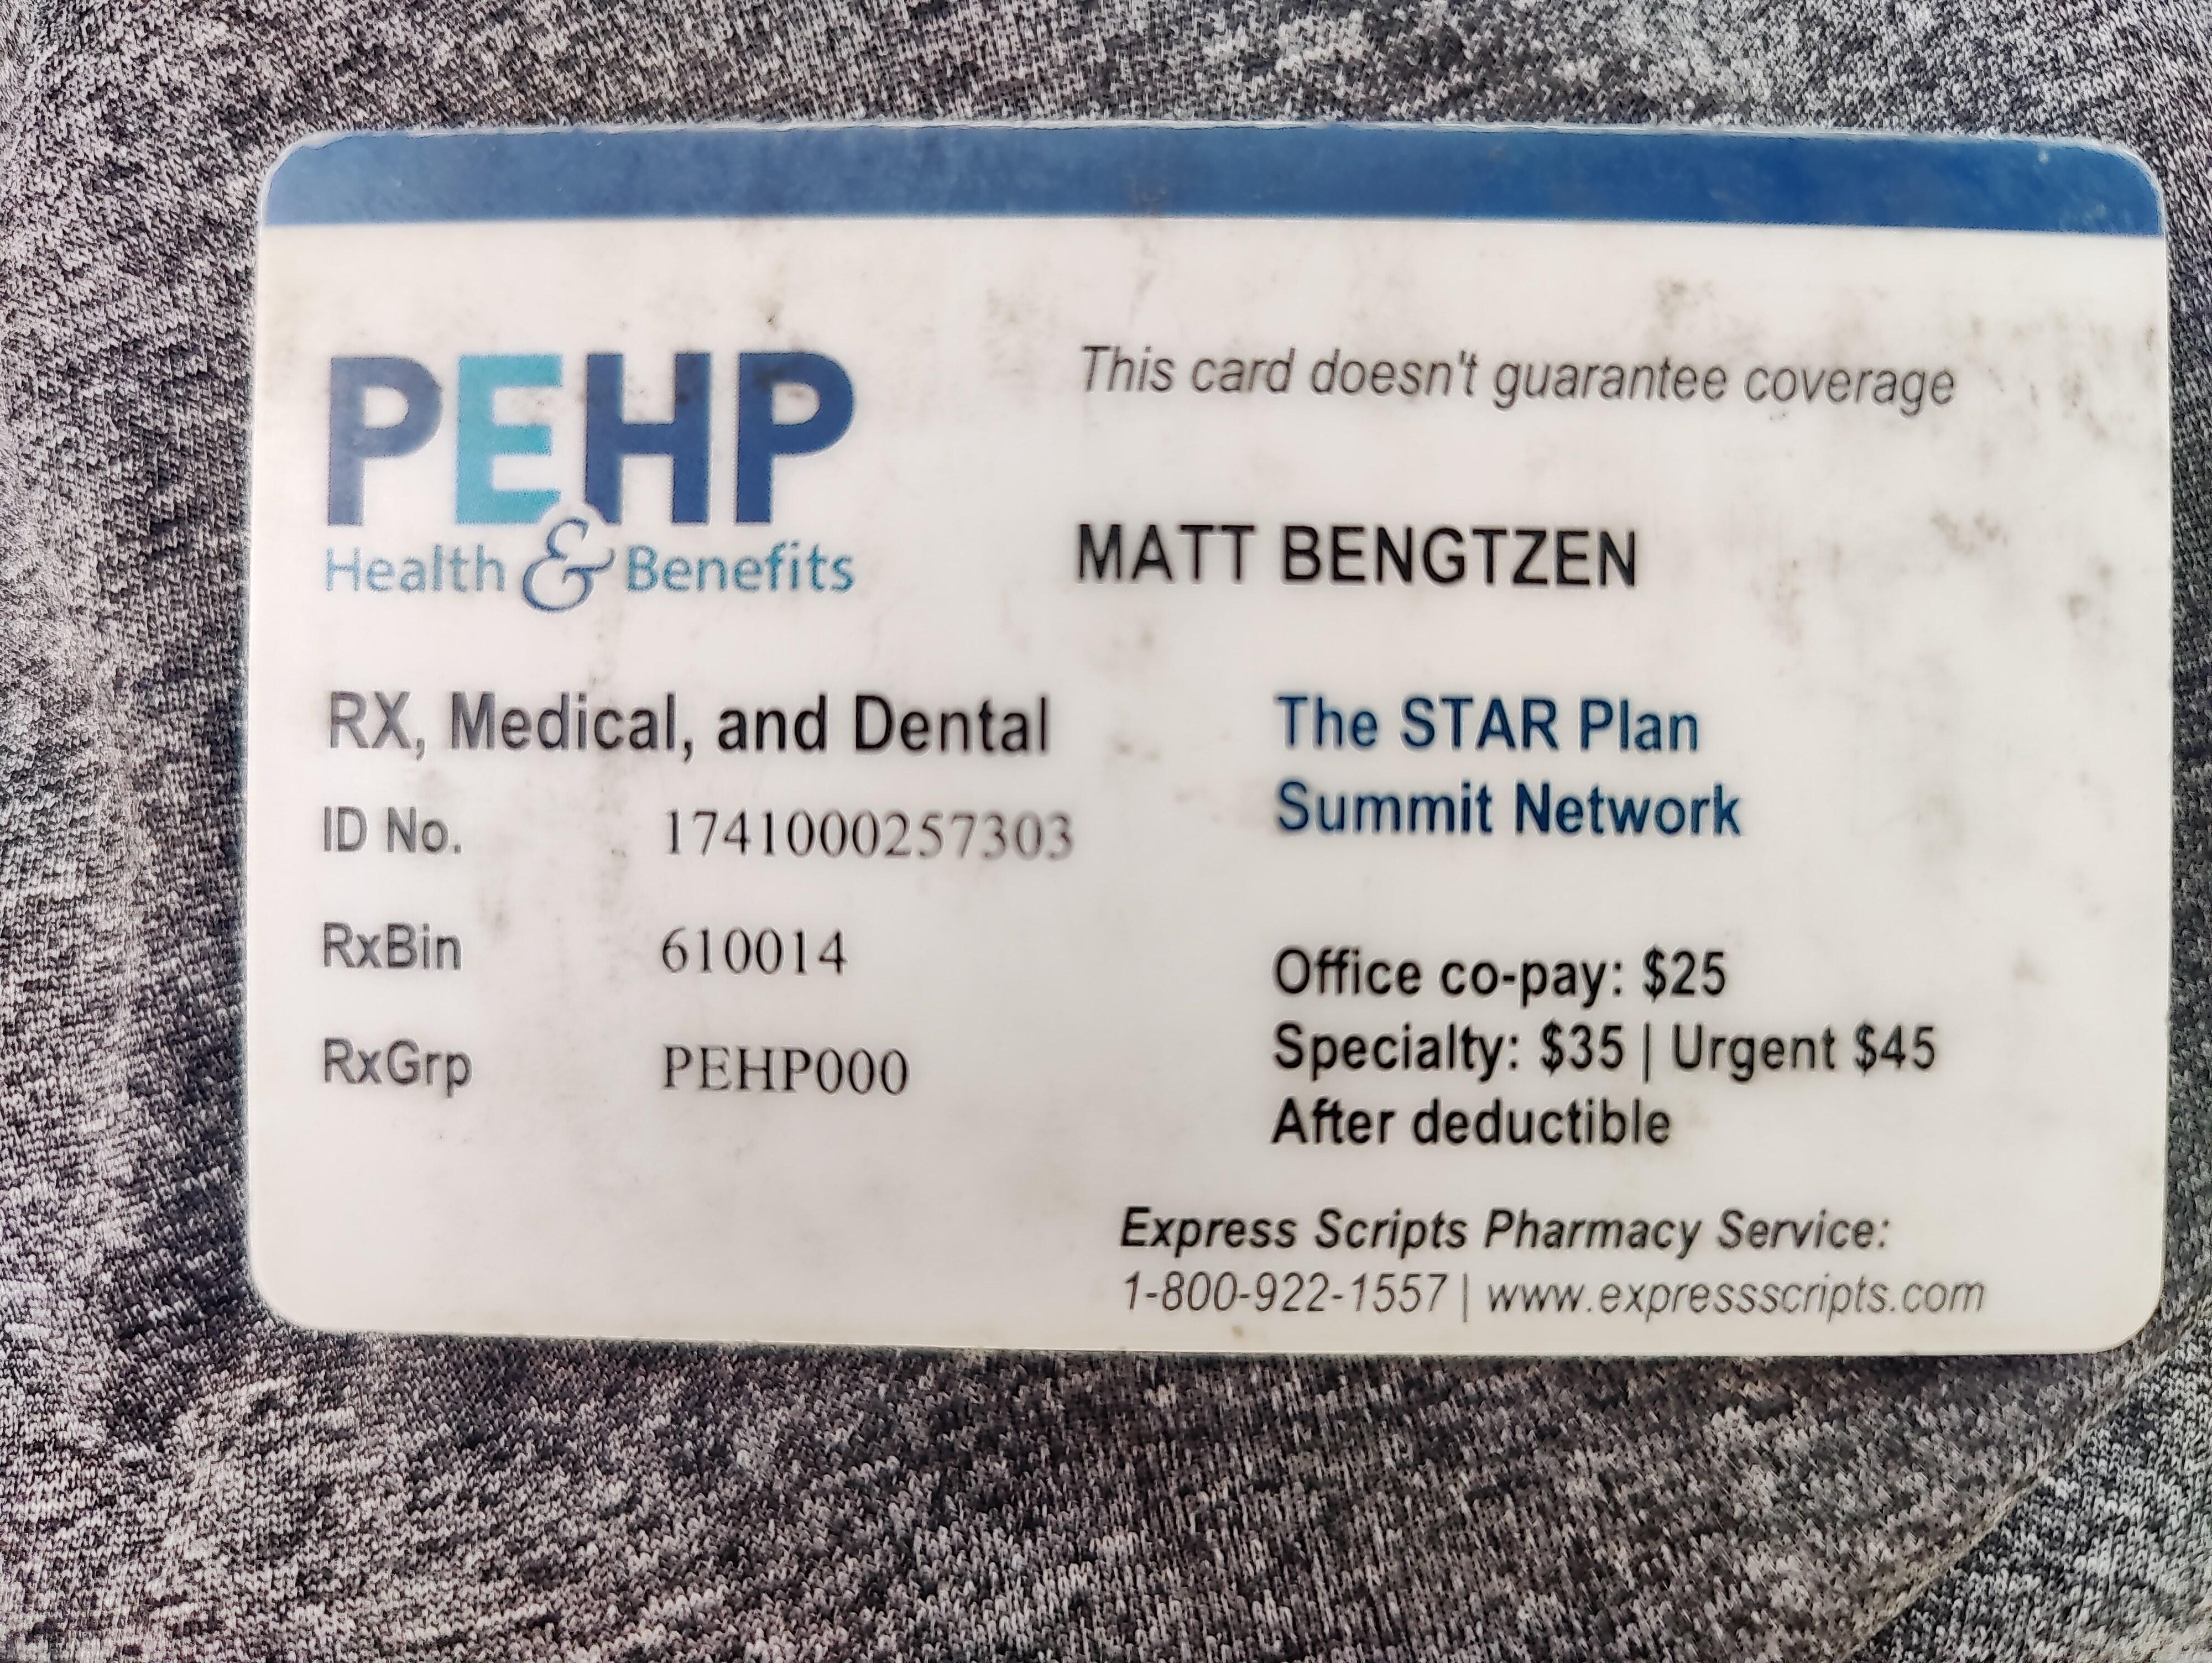 PEHP
Health & Benefits
This card doesn't guarantee coverage
MATT BENGTZEN
RX, Medical, and Dental
ID No. 1741000257303
RxBin 610014
RxGrp PEHP000
The STAR Plan
Summit Network
Office co-pay: $25
Specialty: $35 | Urgent $45
After deductible
Express Scripts Pharmacy Service:
1-800-922-1557 | www.expressscripts.com